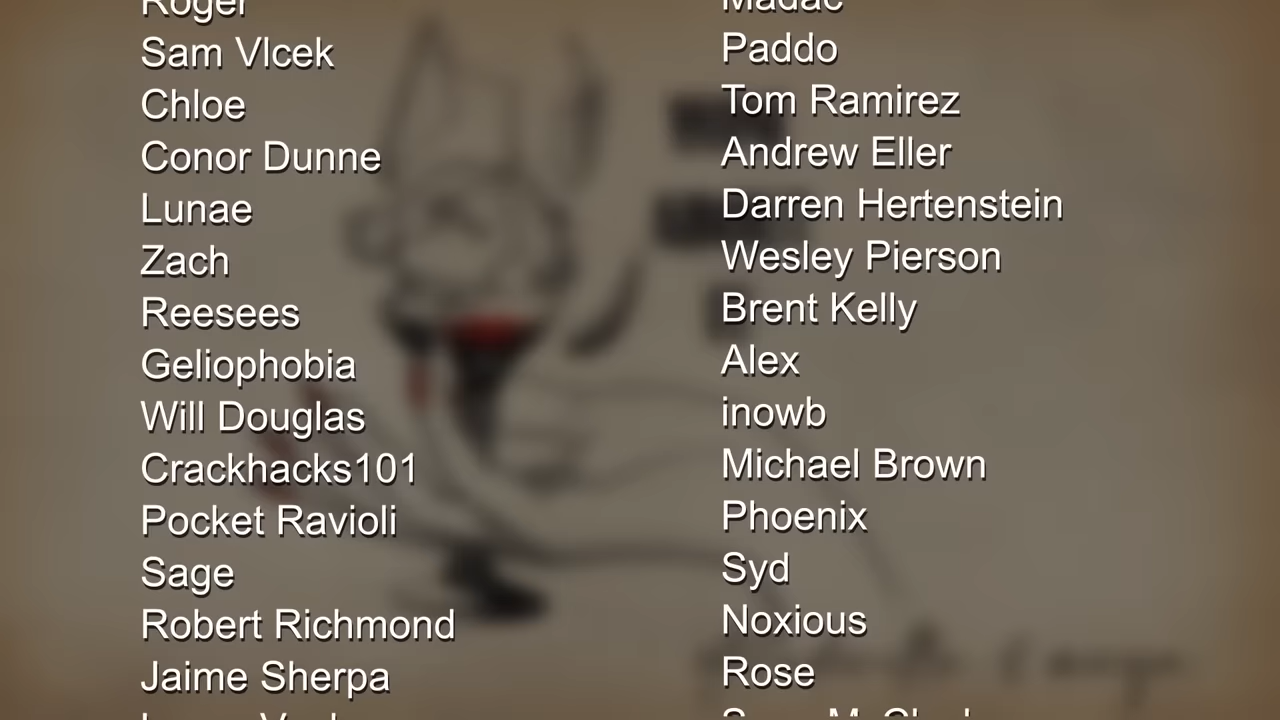 Roger
Sam Vlcek
Chloe
Conor Dunne
Lunae
Zach
Reesees
Geliophobia
Will Douglas
Crackhacks101
Pocket Ravioli
Sage
Robert Richmond
Jaime Sherpa
Madac
Paddo
Tom Ramirez
Andrew Eller
Darren Hertenstein
Wesley Pierson
Brent Kelly
Alex
inowb
Michael Brown
Phoenix
Syd
Noxious
Rose